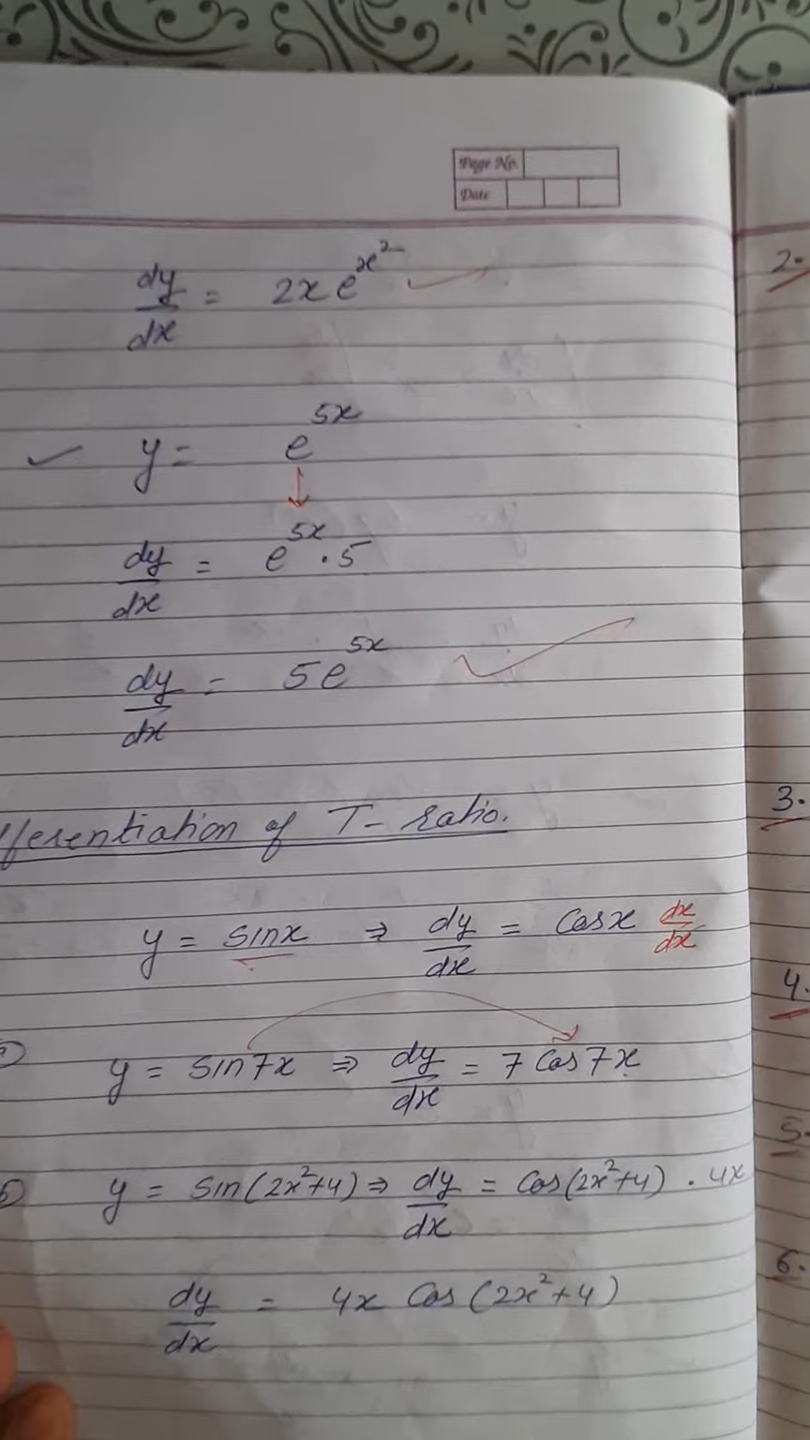 Page No.
Date
dy/dx = 2x e^x^2
y = e^5x
dy/dx = e^5x . 5
dy/dx = 5e^5x
fferentiation of T- ratio.
y = sinx ⇒ dy/dx = Cosx dx/dx
y = sin7x ⇒ dy/dx = 7 Cos7x
y = sin(2x²+4) ⇒ dy/dx = Cos(2x²+4) . 4x
dy/dx = 4x Cos (2x²+4)
2.
3.
4.
5.
6.